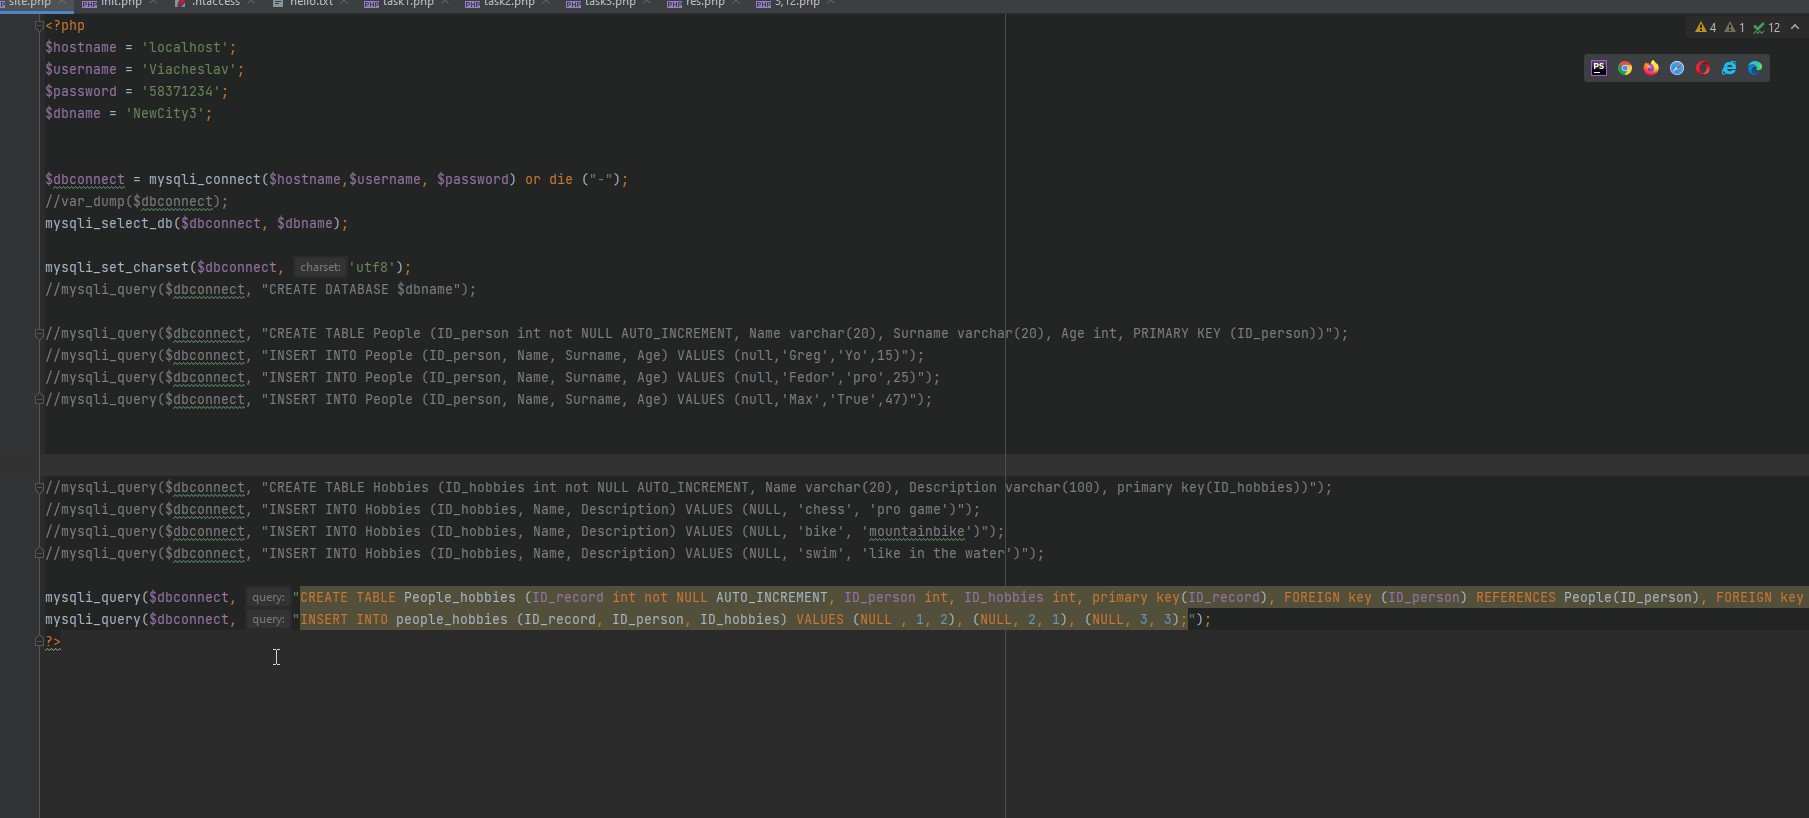 site.php init.php .htaccess hello.txt task1.php task2.php task3.php res.php 3,12.php
<?php
4 1 12
$hostname = 'localhost';
$username = 'Viacheslav';
PS
$password = '58371234';
$dbname = 'NewCity3';
$dbconnect = mysqli_connect($hostname,$username, $password) or die ("-");
//var_dump($dbconnect);
mysqli_select_db($dbconnect, $dbname);
mysqli_set_charset($dbconnect, charset: 'utf8');
//mysqli_query($dbconnect, "CREATE DATABASE $dbname");
//mysqli_query($dbconnect, "CREATE TABLE People (ID_person int not NULL AUTO_INCREMENT, Name varchar(20), Surname varchar(20), Age int, PRIMARY KEY (ID_person))");
//mysqli_query($dbconnect, "INSERT INTO People (ID_person, Name, Surname, Age) VALUES (null,'Greg','Yo',15)");
//mysqli_query($dbconnect, "INSERT INTO People (ID_person, Name, Surname, Age) VALUES (null,'Fedor','pro',25)");
//mysqli_query($dbconnect, "INSERT INTO People (ID_person, Name, Surname, Age) VALUES (null,'Max','True',47)");
//mysqli_query($dbconnect, "CREATE TABLE Hobbies (ID_hobbies int not NULL AUTO_INCREMENT, Name varchar(20), Description varchar(100), primary key(ID_hobbies))");
//mysqli_query($dbconnect, "INSERT INTO Hobbies (ID_hobbies, Name, Description) VALUES (NULL, 'chess', 'pro game')");
//mysqli_query($dbconnect, "INSERT INTO Hobbies (ID_hobbies, Name, Description) VALUES (NULL, 'bike', 'mountainbike')");
//mysqli_query($dbconnect, "INSERT INTO Hobbies (ID_hobbies, Name, Description) VALUES (NULL, 'swim', 'like in the water')");
mysqli_query($dbconnect, query: "CREATE TABLE People_hobbies (ID_record int not NULL AUTO_INCREMENT, ID_person int, ID_hobbies int, primary key(ID_record), FOREIGN key (ID_person) REFERENCES People(ID_person), FOREIGN key
mysqli_query($dbconnect, query: "INSERT INTO people_hobbies (ID_record, ID_person, ID_hobbies) VALUES (NULL , 1, 2), (NULL, 2, 1), (NULL, 3, 3);");
?>